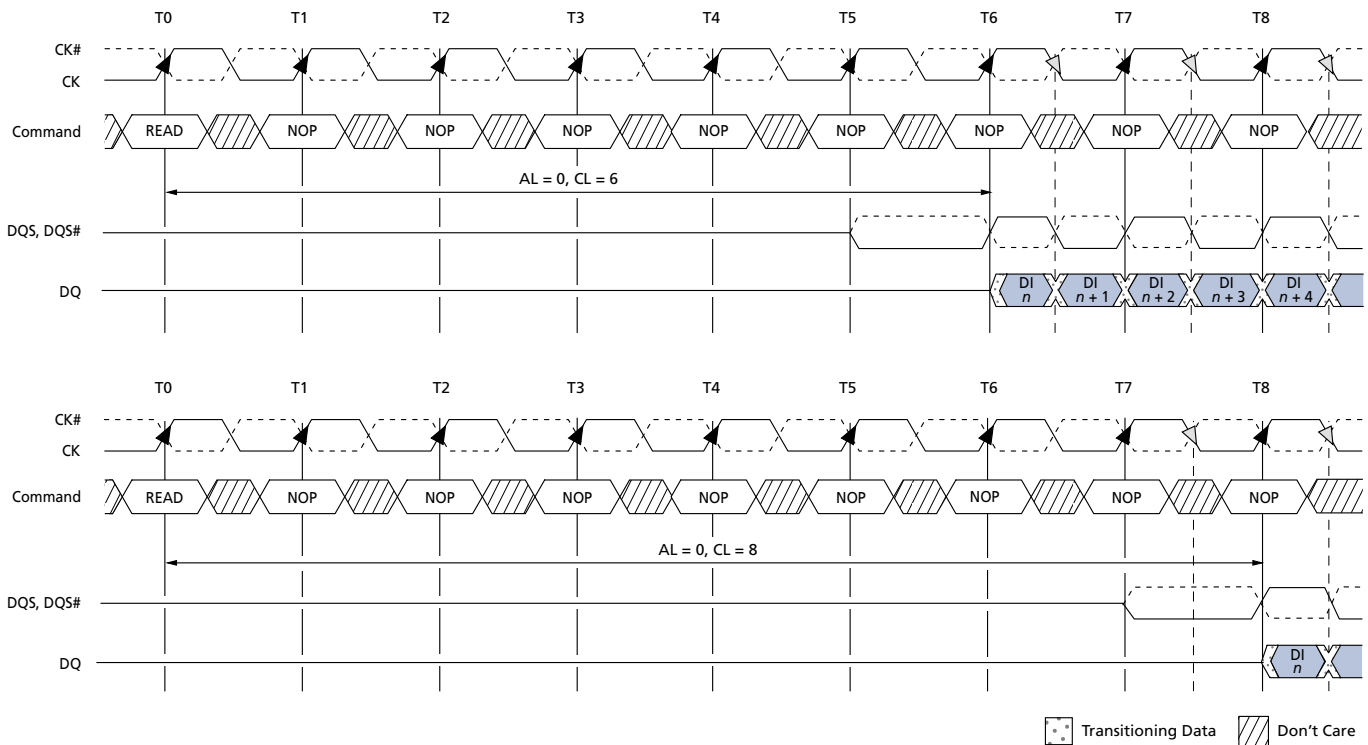 T0 T1 T2 T3 T4 T5 T6 T7 T8
CK#
CK
Command READ NOP NOP NOP NOP NOP NOP NOP NOP
AL = 0, CL = 6
DQS, DQS#
DQ DI n DI n + 1 DI n + 2 DI n + 3 DI n + 4
T0 T1 T2 T3 T4 T5 T6 T7 T8
CK#
CK
Command READ NOP NOP NOP NOP NOP NOP NOP NOP
AL = 0, CL = 8
DQS, DQS#
DQ DI n
Transitioning Data Don't Care